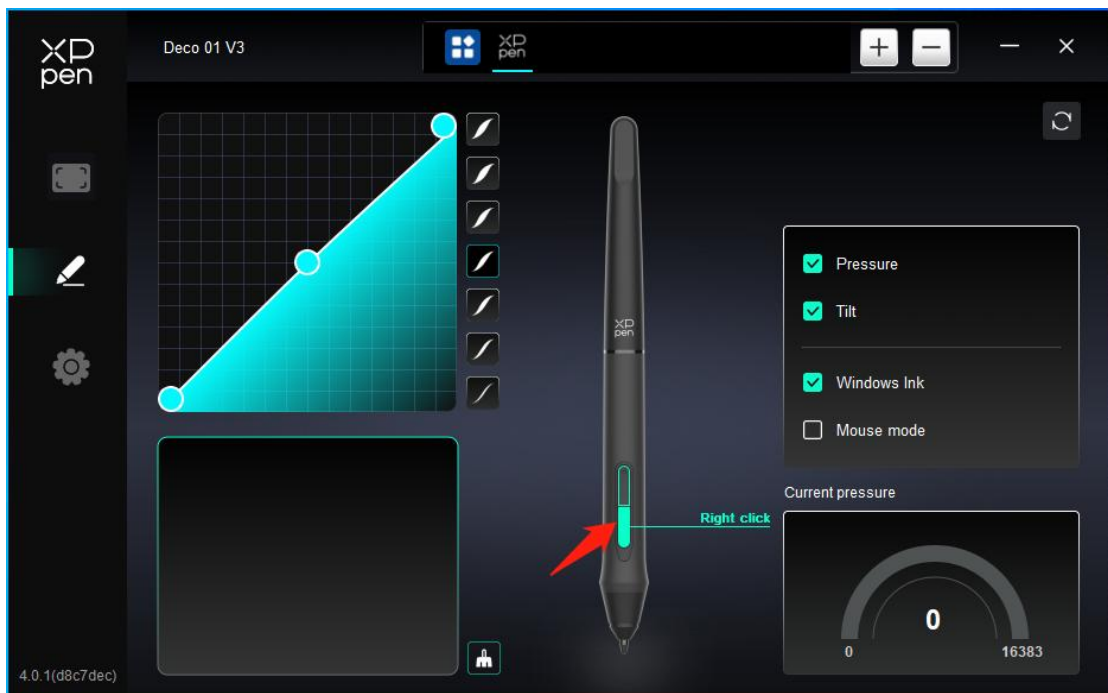 XP
pen
Deco 01 V3
XP
pen
XP
pen
Right click
Pressure
Tilt
Windows Ink
Mouse mode
Current pressure
0
0
16383
4.0.1(d8c7dec)